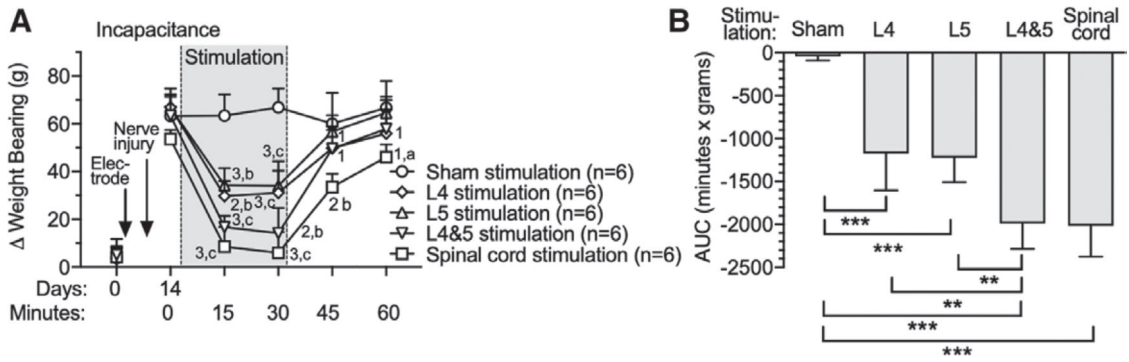 A
Incapacitance
Stimulation
Δ Weight Bearing (g)
80
60
40
20
0
Elec-
trode
Nerve
injury
3,b
2,b
3,c
3,c
3,c
3,c
3,c
2,b
1
1
2 b
1
1,a
Sham stimulation (n=6)
L4 stimulation (n=6)
L5 stimulation (n=6)
L4&5 stimulation (n=6)
Spinal cord stimulation (n=6)
Days: 0 14
Minutes: 0 15 30 45 60
B
Stimu-
lation: Sham L4 L5 L4&5 Spinal
cord
AUC (minutes x grams)
0
-500
-1000
-1500
-2000
-2500
***
***
**
**
***
***